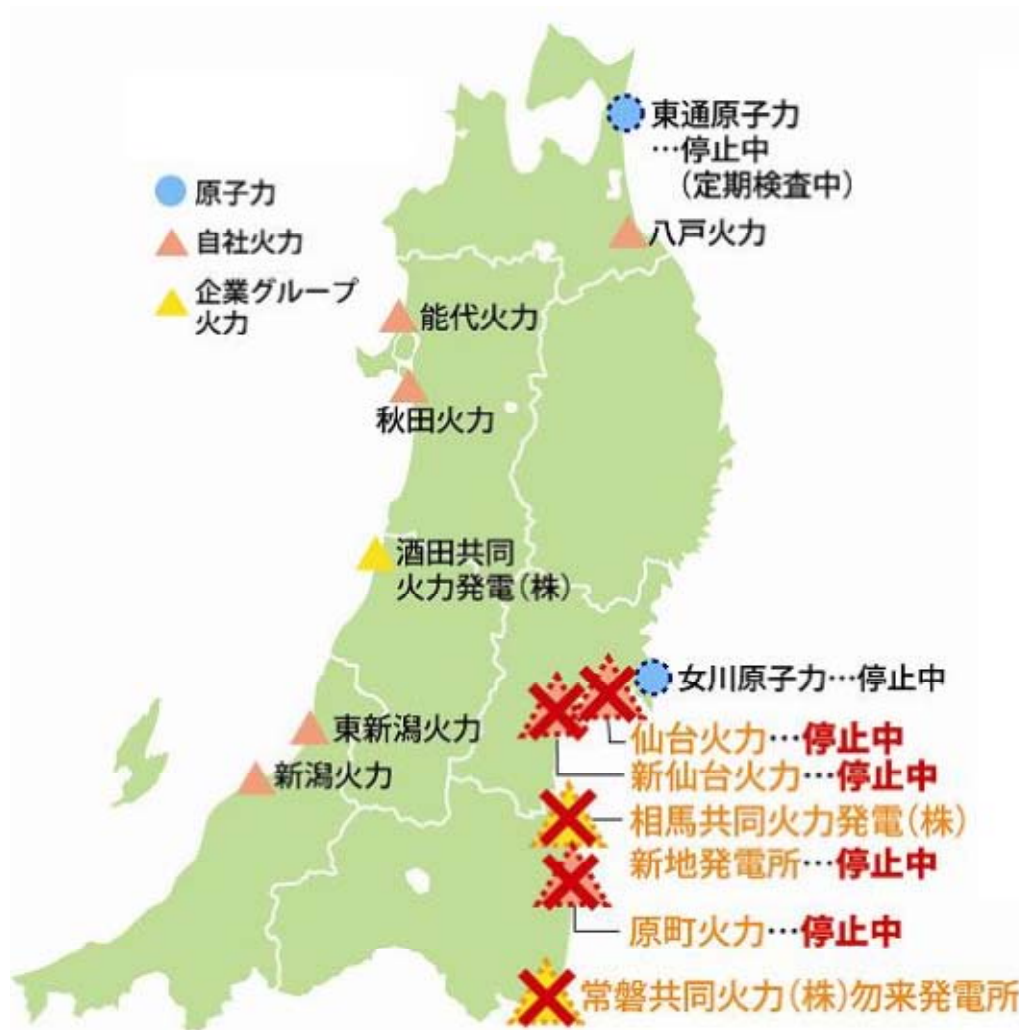 原子力
自社火力
企業グループ
火力
東通原子力
…停止中
(定期検査中)
八戸火力
能代火力
秋田火力
酒田共同
火力発電(株)
女川原子力…停止中
仙台火力…停止中
新仙台火力…停止中
相馬共同火力発電(株)
新地発電所…停止中
原町火力…停止中
常磐共同火力(株)勿来発電所
東新潟火力
新潟火力